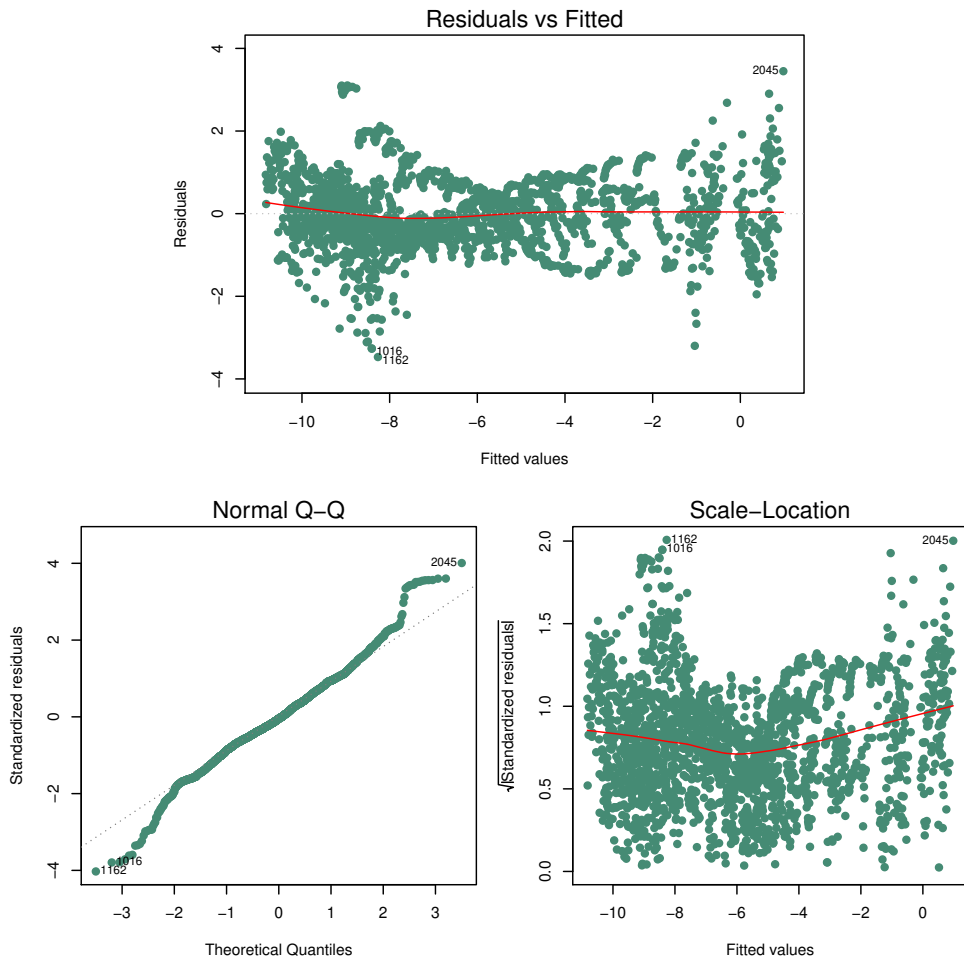 Residuals vs Fitted
4
2
0
−2
−4
Residuals
2045
1016
1162
−10 −8 −6 −4 −2 0
Fitted values
Normal Q−Q
4
2
0
−2
−4
Standardized residuals
2045
1016
1162
−3 −2 −1 0 1 2 3
Theoretical Quantiles
Scale−Location
2.0
1.5
1.0
0.5
0.0
√|Standardized residuals|
1162
1016
2045
−10 −8 −6 −4 −2 0
Fitted values